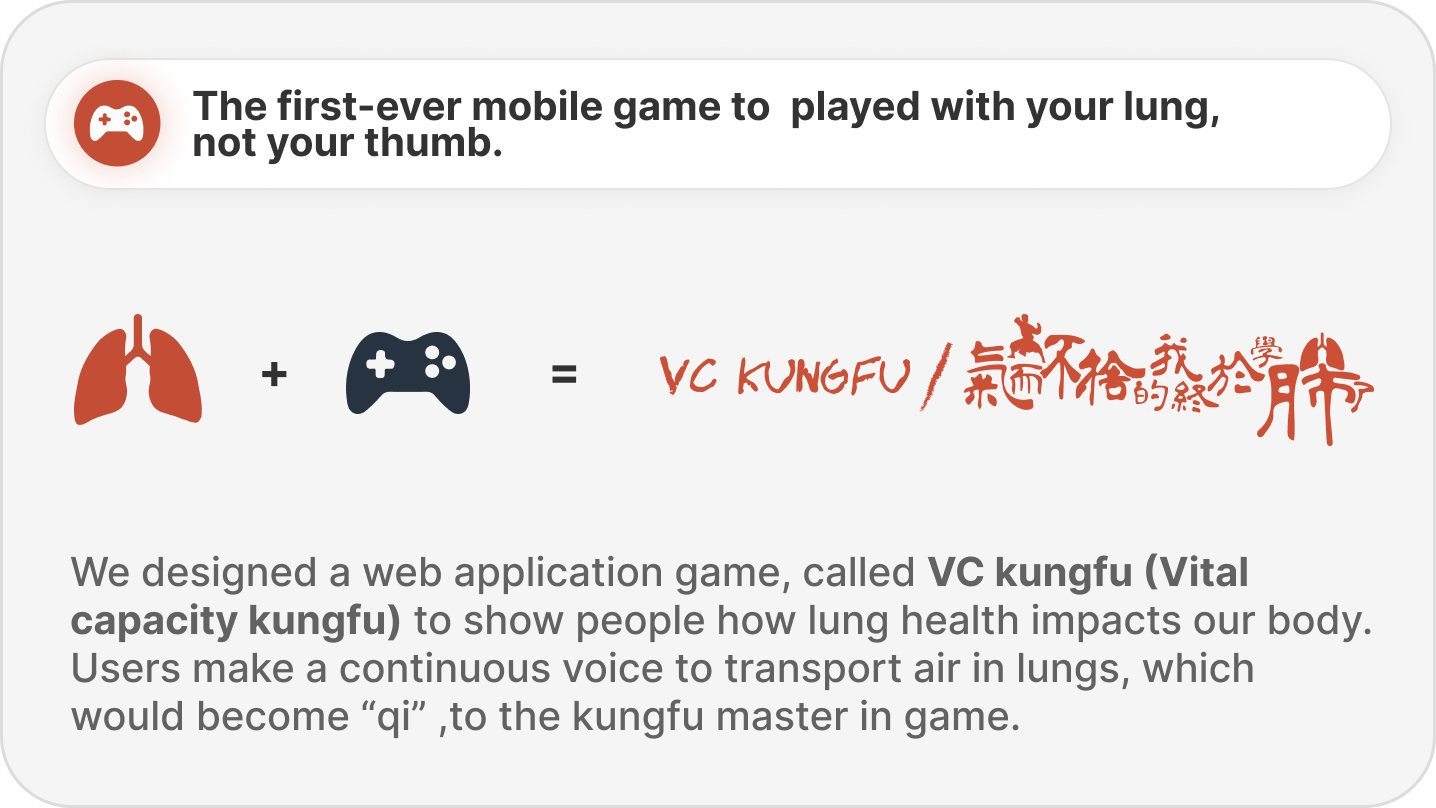 The first-ever mobile game to  played with your lung,
not your thumb.
+ =
VC KUNGFU / 氣而不捨的我終於學肺了
We designed a web application game, called VC kungfu (Vital
capacity kungfu) to show people how lung health impacts our body.
Users make a continuous voice to transport air in lungs, which
would become “qi” ,to the kungfu master in game.